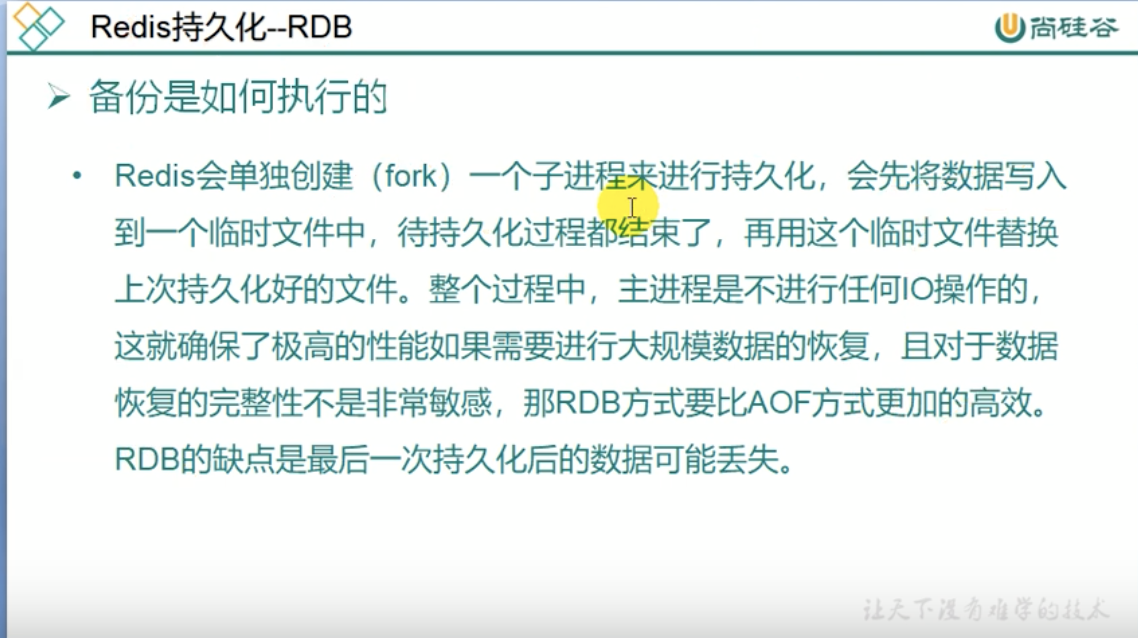 Redis持久化--RDB
尚硅谷
备份是如何执行的
Redis会单独创建（fork）一个子进程来进行持久化，会先将数据写入
到一个临时文件中，待持久化过程都结束了，再用这个临时文件替换
上次持久化好的文件。整个过程中，主进程是不进行任何IO操作的，
这就确保了极高的性能如果需要进行大规模数据的恢复，且对于数据
恢复的完整性不是非常敏感，那RDB方式要比AOF方式更加的高效。
RDB的缺点是最后一次持久化后的数据可能丢失。
让天下没有难学的技术